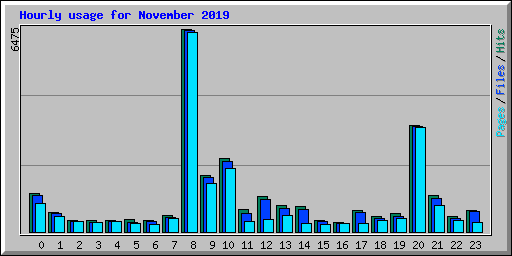 Hourly usage for November 2019
6475
Pages / Files / Hits
0 1 2 3 4 5 6 7 8 9 10 11 12 13 14 15 16 17 18 19 20 21 22 23